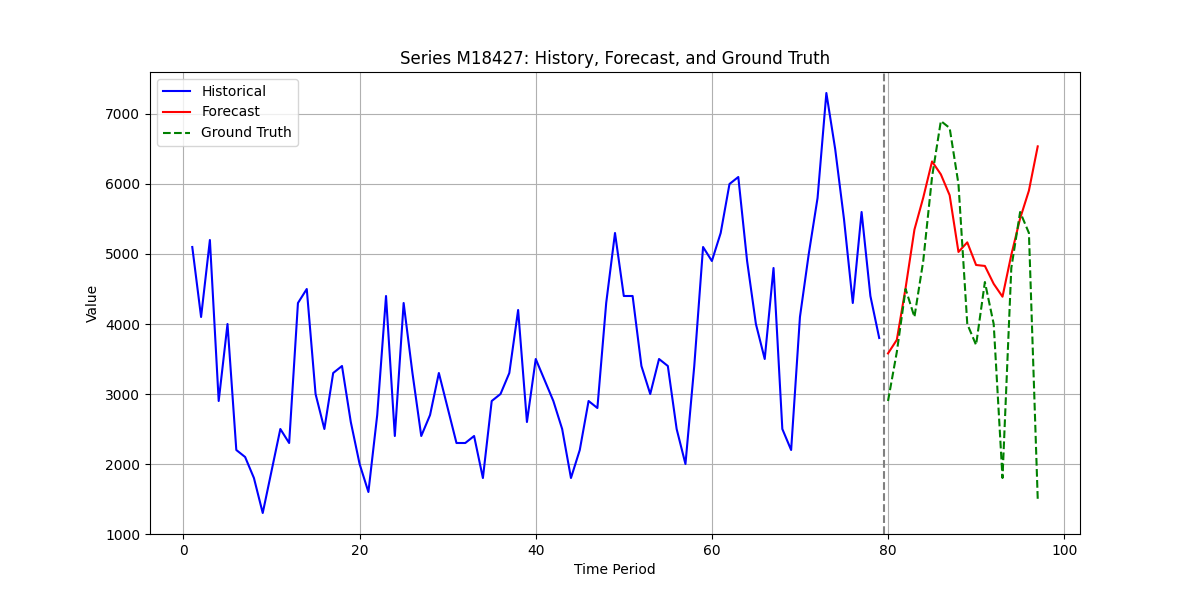 Series M18427: History, Forecast, and Ground Truth
Historical
Forecast
Ground Truth
7000
6000
5000
4000
3000
2000
1000
Value
0
20
40
60
80
100
Time Period